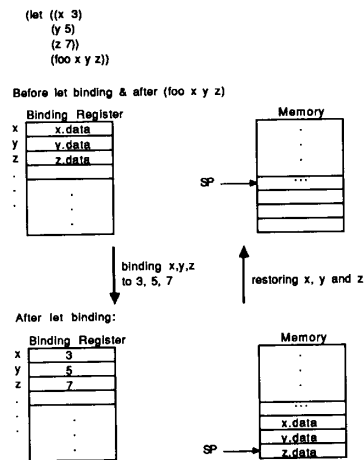 (let ((x 3)
(y 5)
(z 7))
(foo x y z))
Before let binding & after (foo x y z)
Binding Register
x x.data
y y.data
z z.data
Memory
SP ...
binding x,y,z
to 3, 5, 7
restoring x, y and z
After let binding:
Binding Register
x 3
y 5
z 7
Memory
...
x.data
y.data
SP z.data